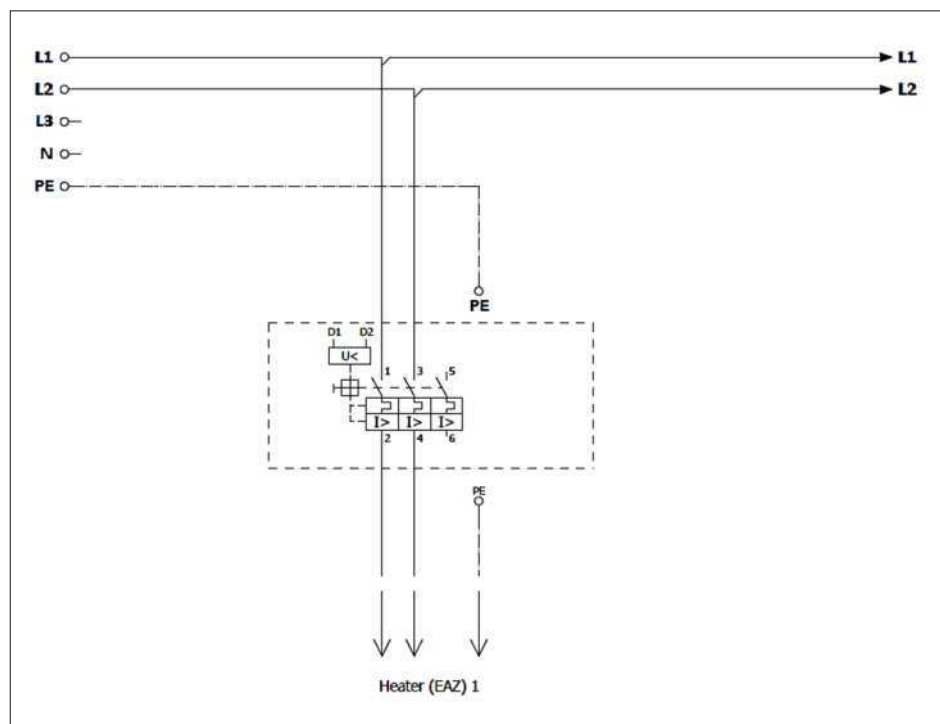 L1 L1
L2 L2
L3
N
PE
PE
D1 D2
U<
1 3 5
I> I> I>
2 4 6
PE
Heater (EAZ) 1